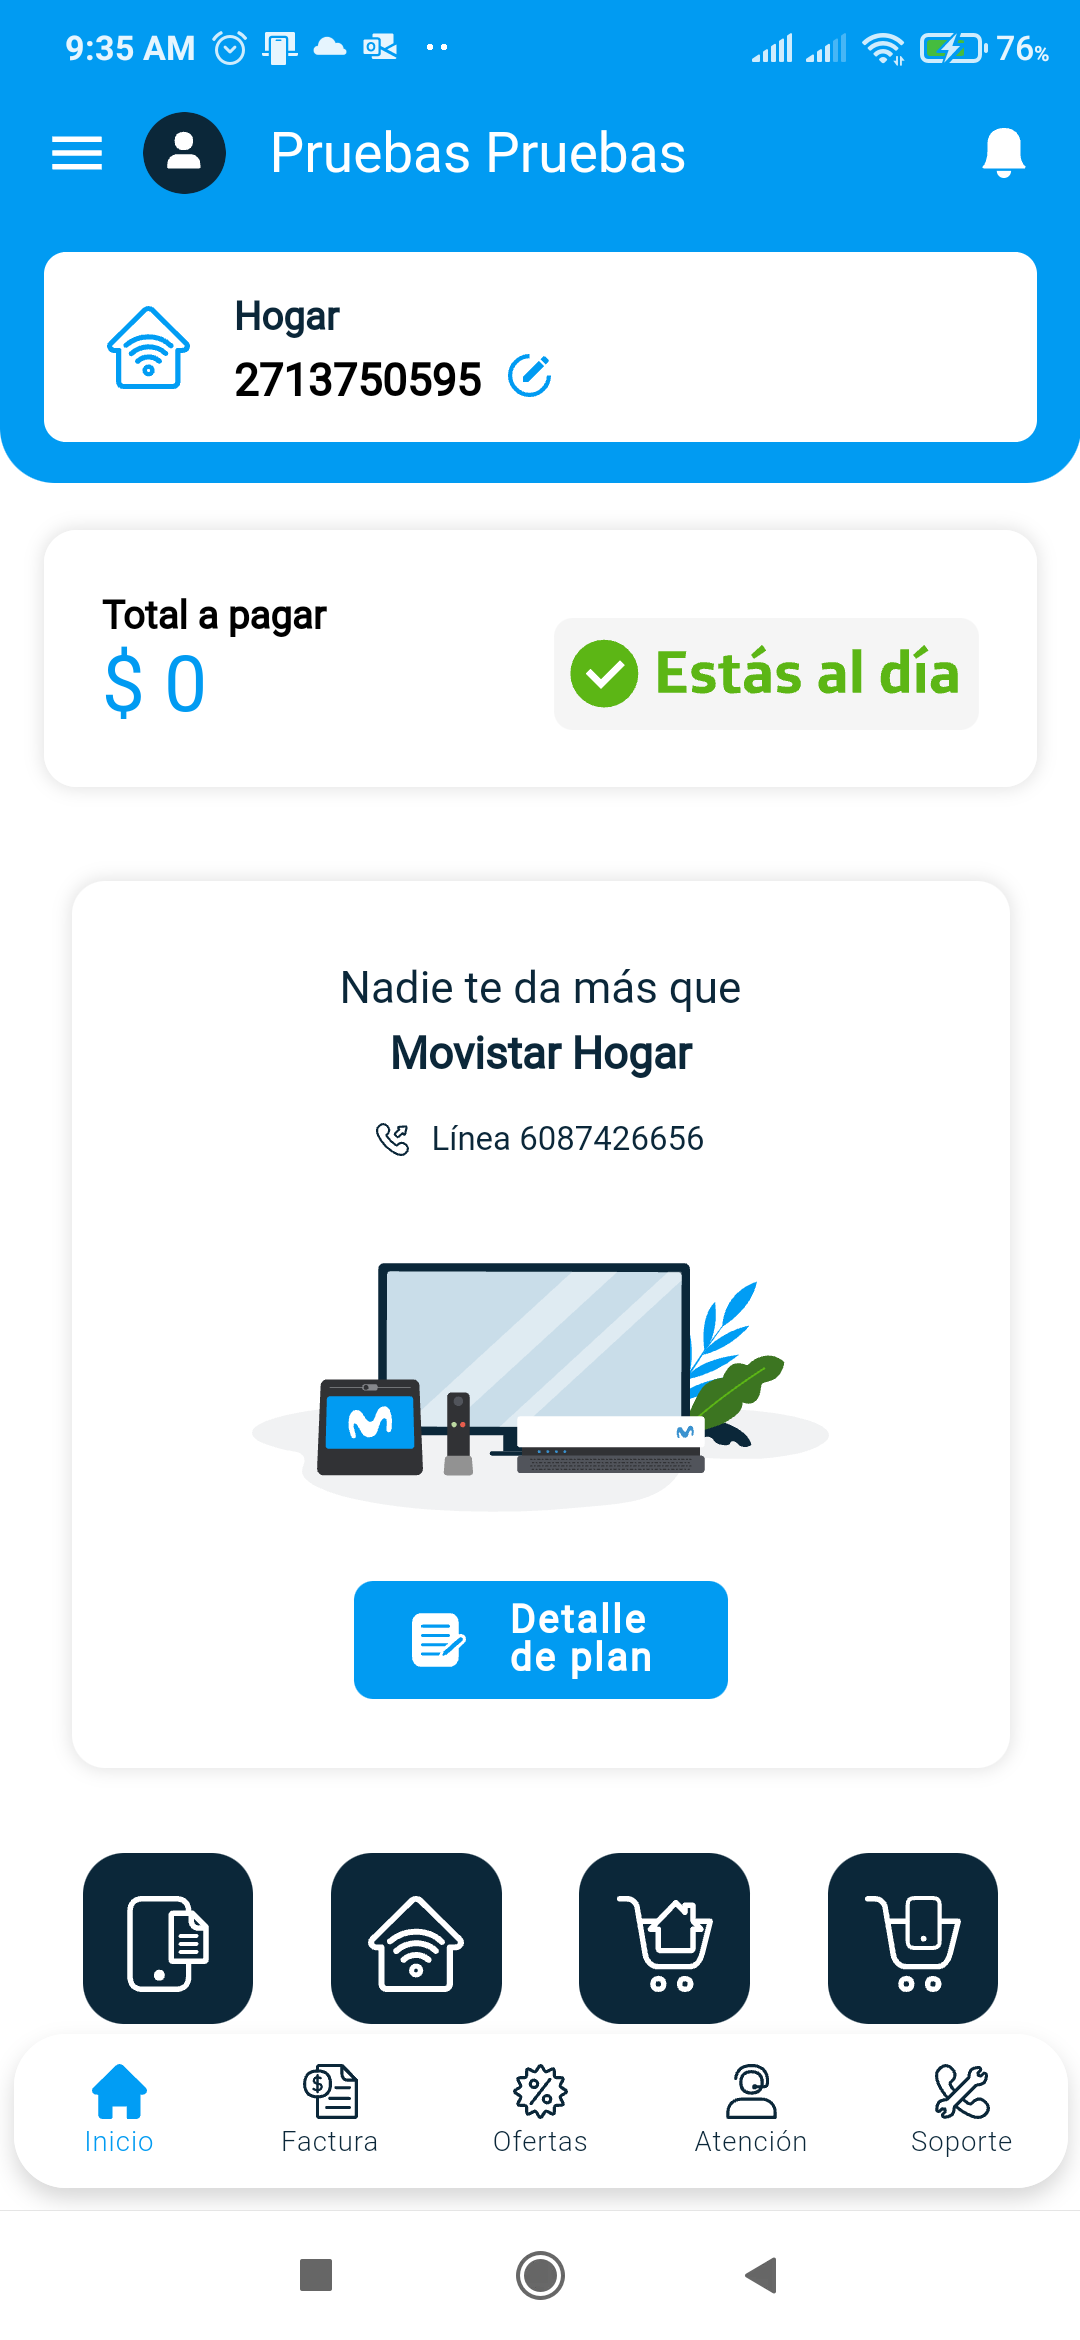 9:35 AM
76%
Pruebas Pruebas
Hogar
2713750595
Total a pagar
$ 0
Estás al día
Nadie te da más que
Movistar Hogar
Línea 6087426656
Detalle
de plan
Inicio
Factura
Ofertas
Atención
Soporte